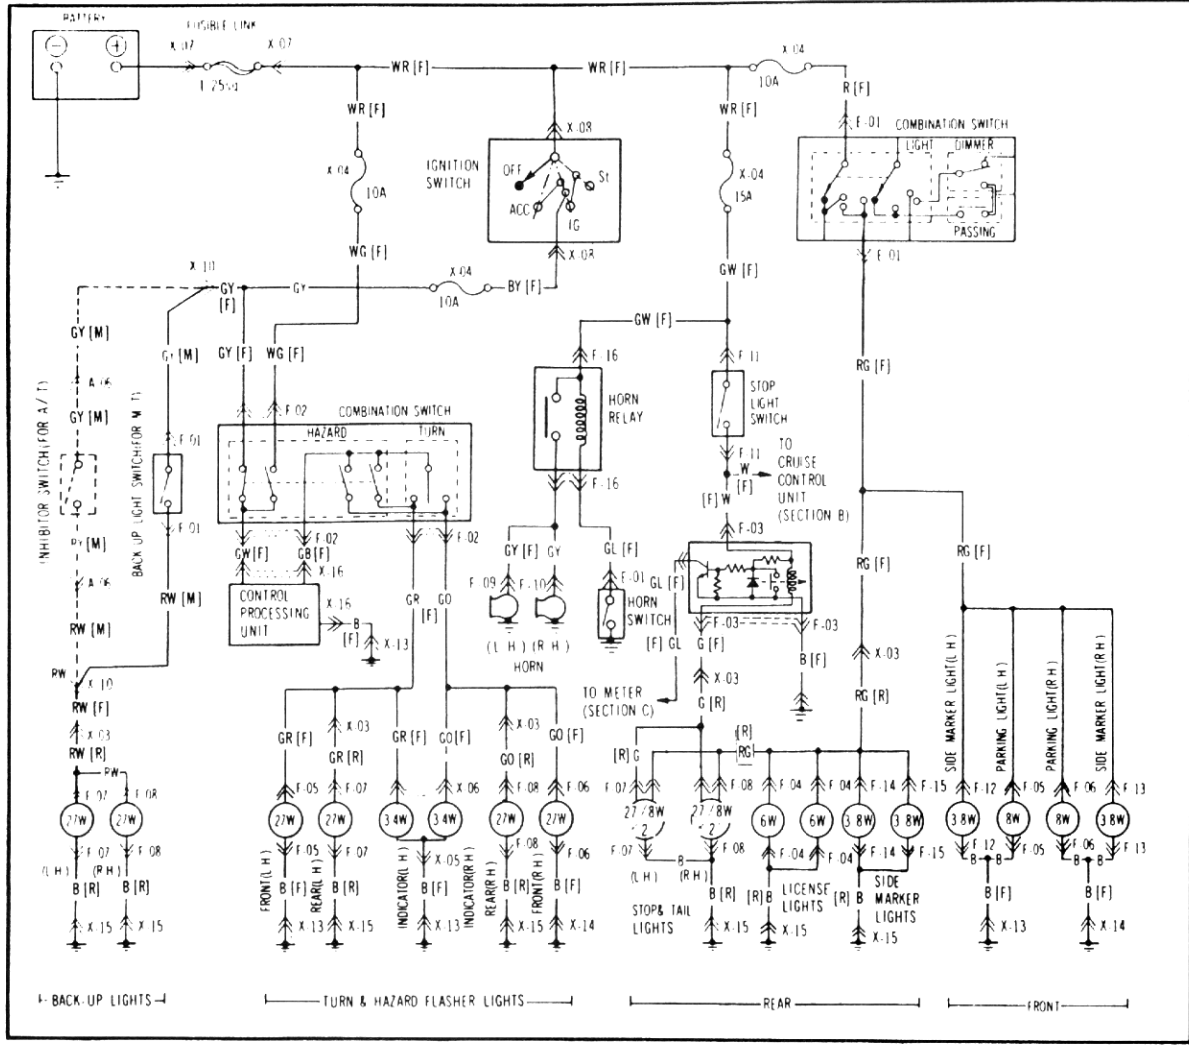 BATTERY
FUSIBLE LINK
X-07 X-07
1.25sq
WR [F] WR [F]
X-04
10A
R [F]
WR [F] WR [F]
E-01
COMBINATION SWITCH
LIGHT DIMMER
X-08
IGNITION
SWITCH
OFF
St
ACC
IG
X-04
10A
X-04
15A
PASSING
X-08
E-01
WG [F]
X-10
GY
[F]
GY
X-04
10A
BY [F]
GW [F]
GW [F]
GY [M]
GY [M]
GY [F]
WG [F]
F-16
F-11
RG [F]
A-06
GY [M]
F-02
COMBINATION SWITCH
HAZARD TURN
HORN
RELAY
STOP
LIGHT
SWITCH
INHIBITOR SWITCH (FOR A/T)
BACK UP LIGHT SWITCH (FOR M T)
F-01
F-01
F-11
W
[F]
TO
CRUISE
CONTROL
UNIT
(SECTION B)
F-16
[F] W
F-03
[M]
A-06
RW [M]
RW [M]
F-02 F-02
GW [F]
GB [F]
X-16
CONTROL
PROCESSING
UNIT
X-16
B
[F]
X-13
GR
[F]
GO
GY [F]
GY
GL [F]
F-09
F-10
E-01
HORN
SWITCH
(L H) (R H)
HORN
GL [F]
[F] GL
F-03 F-03
G [F]
B [F]
RG [F]
RG [F]
X-03
X-03
RG [R]
TO METER
(SECTION C)
G [R]
RW
X-10
RW [F]
X-03
RW [R]
RW
GR [F]
X-03
GR [R]
GR [F]
GO [F]
X-03
GO [R]
GO [F]
[R] G
[R]
RG
SIDE MARKER LIGHT (L H)
PARKING LIGHT (L H)
PARKING LIGHT (R H)
SIDE MARKER LIGHT (R H)
F-07 F-08 F-05 F-07 X-06 F-08 F-06 F-07 F-08 F-04 F-04 F-14 F-15 F-12 F-05 F-06 F-13
27W 27W 27W 27W 3.4W 3.4W 27W 27W 27/8W 27/8W 6W 6W 3.8W 3.8W 3.8W 8W 8W 3.8W
F-07 F-08 F-05 F-07 X-05 F-08 F-06 F-07 F-08 F-04 F-04 F-14 F-15 F-12 F-05 F-06 F-13
(L H) (R H)
FRONT (L H)
REAR (L H)
INDICATOR (L H)
INDICATOR (R H)
REAR (R H)
FRONT (R H)
(L H) (R H)
B B B B B
B [R] B [R] B [F] B [R] B [F] B [R] B [F] B [R] [R] B [R] B B [F] B [F]
STOP & TAIL
LIGHTS
LICENSE
LIGHTS
SIDE
MARKER
LIGHTS
X-15 X-15 X-13 X-15 X-13 X-15 X-14 X-15 X-15 X-15 X-13 X-14
BACK-UP LIGHTS
TURN & HAZARD FLASHER LIGHTS
REAR
FRONT